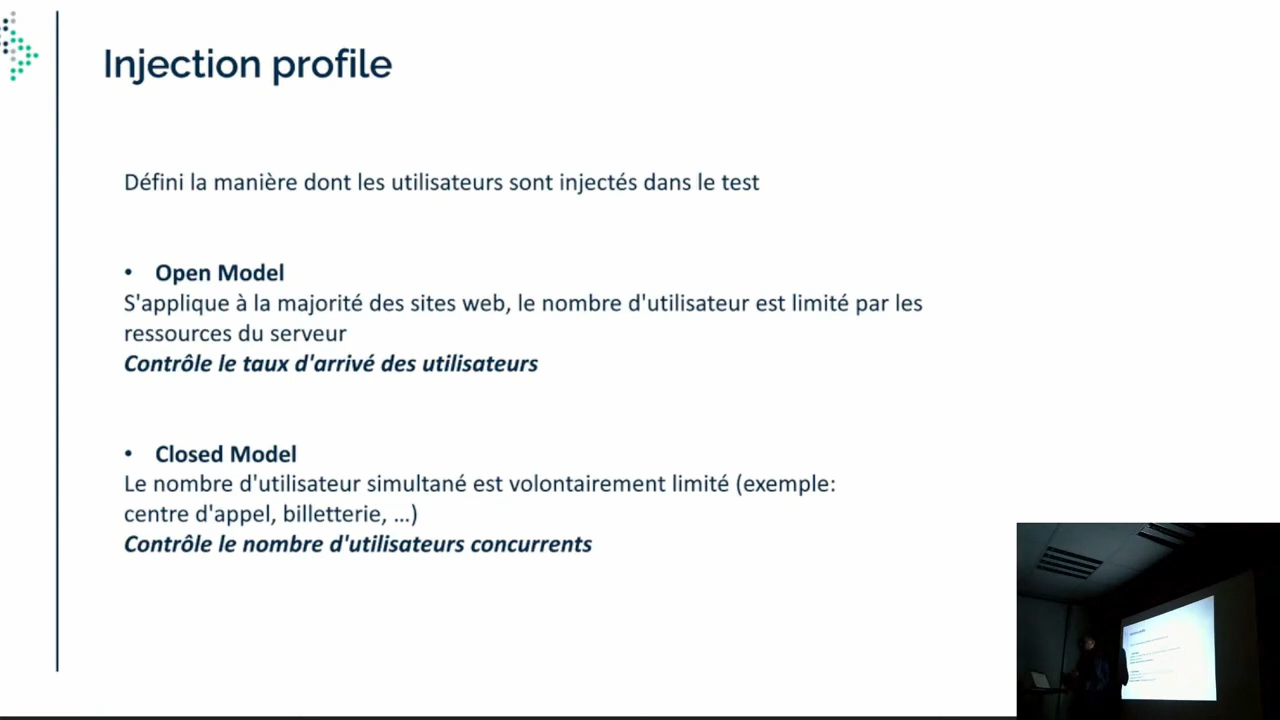 Injection profile
Défini la manière dont les utilisateurs sont injectés dans le test
• Open Model
S'applique à la majorité des sites web, le nombre d'utilisateur est limité par les
ressources du serveur
Contrôle le taux d'arrivé des utilisateurs
• Closed Model
Le nombre d'utilisateur simultané est volontairement limité (exemple:
centre d'appel, billetterie, ...)
Contrôle le nombre d'utilisateurs concurrents